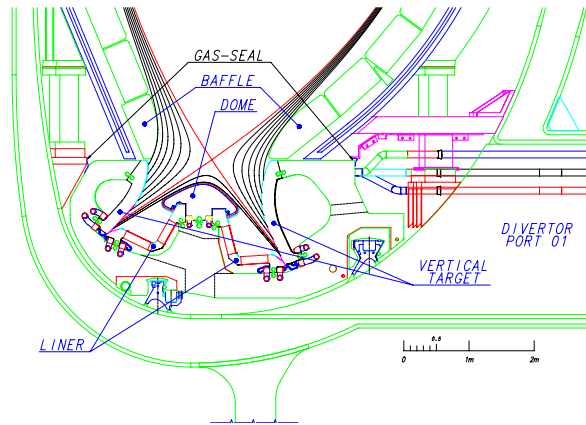 GAS-SEAL
BAFFLE
DOME
DIVERTOR
PORT 01
VERTICAL
TARGET
LINER
0.5
0 1m 2m